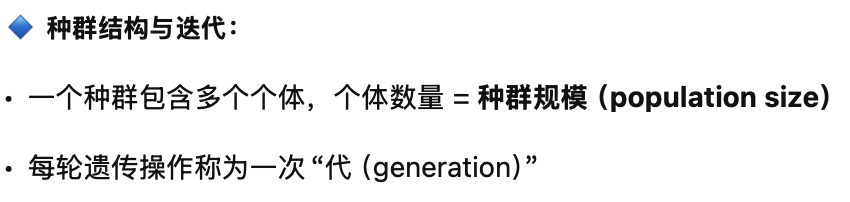 🔷 种群结构与迭代：
• 一个种群包含多个个体，个体数量 = 种群规模（population size）
• 每轮遗传操作称为一次“代（generation）”